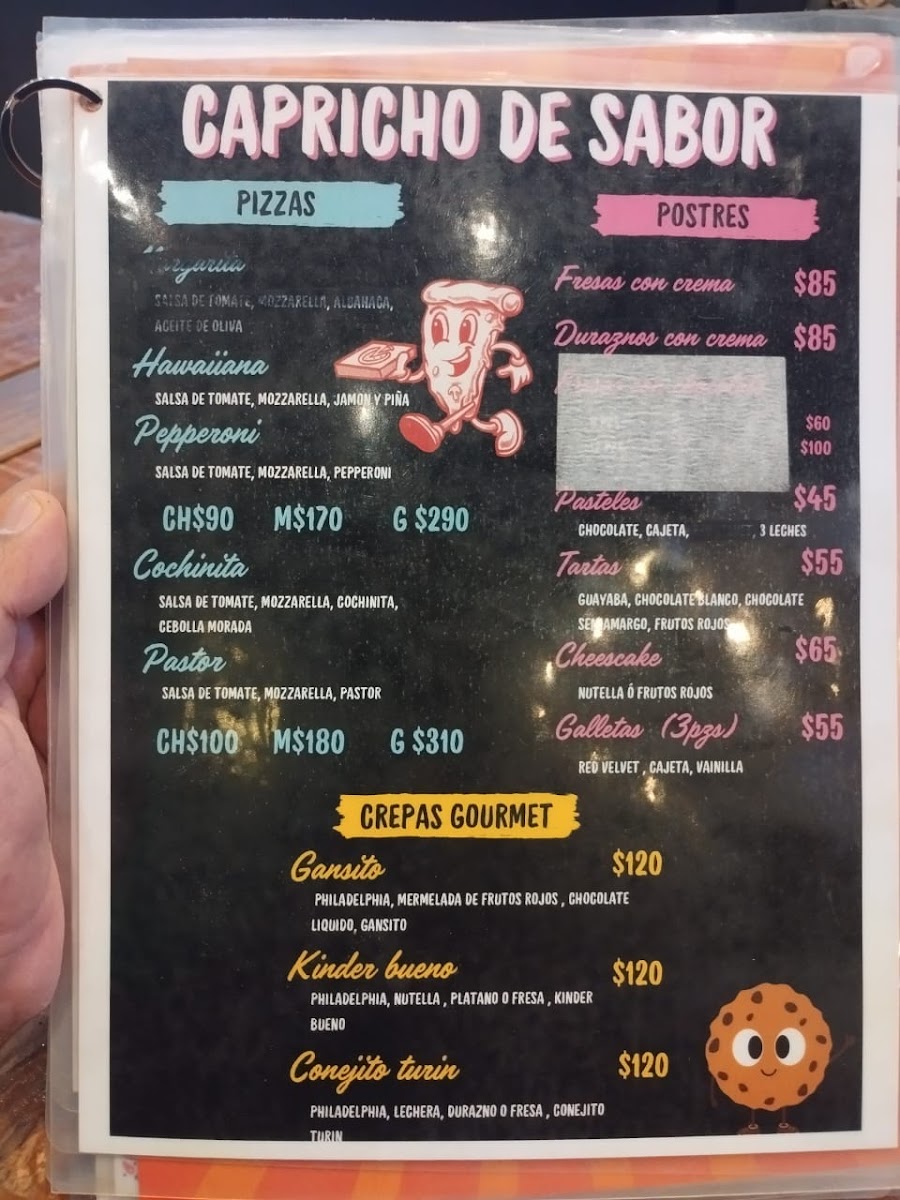 CAPRICHO DE SABOR
PIZZAS
Margarita
SALSA DE TOMATE, MOZZARELLA, ALBAHACA,
ACEITE DE OLIVA
Hawaiiana
SALSA DE TOMATE, MOZZARELLA, JAMON Y PIÑA
Pepperoni
SALSA DE TOMATE, MOZZARELLA, PEPPERONI
CH$90 M$170 G $290
Cochinita
SALSA DE TOMATE, MOZZARELLA, COCHINITA,
CEBOLLA MORADA
Pastor
SALSA DE TOMATE, MOZZARELLA, PASTOR
CH$100 M$180 G $310
POSTRES
Fresas con crema $85
Duraznos con crema $85
$60
$100
Pasteles $45
CHOCOLATE, CAJETA, , 3 LECHES
Tartas $55
GUAYABA, CHOCOLATE BLANCO, CHOCOLATE
SEMIAMARGO, FRUTOS ROJOS
Cheescake $65
NUTELLA Ó FRUTOS ROJOS
Galletas (3pzs) $55
RED VELVET , CAJETA, VAINILLA
CREPAS GOURMET
Gansito $120
PHILADELPHIA, MERMELADA DE FRUTOS ROJOS , CHOCOLATE
LIQUIDO, GANSITO
Kinder bueno $120
PHILADELPHIA, NUTELLA , PLATANO O FRESA , KINDER
BUENO
Conejito turin $120
PHILADELPHIA, LECHERA, DURAZNO O FRESA , CONEJITO
TURIN